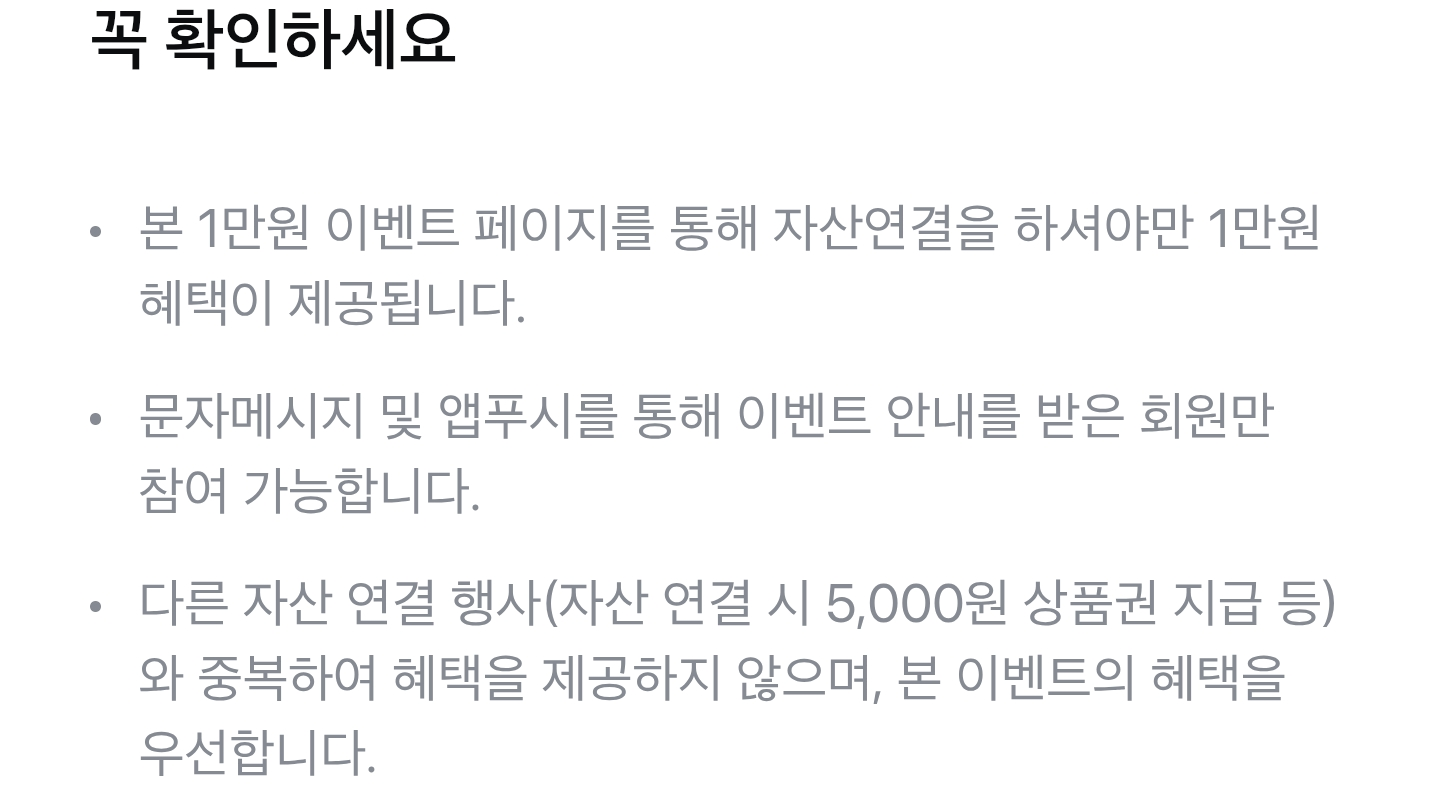 꼭 확인하세요
• 본 1만원 이벤트 페이지를 통해 자산연결을 하셔야만 1만원
혜택이 제공됩니다.
• 문자메시지 및 앱푸시를 통해 이벤트 안내를 받은 회원만
참여 가능합니다.
• 다른 자산 연결 행사(자산 연결 시 5,000원 상품권 지급 등)
와 중복하여 혜택을 제공하지 않으며, 본 이벤트의 혜택을
우선합니다.